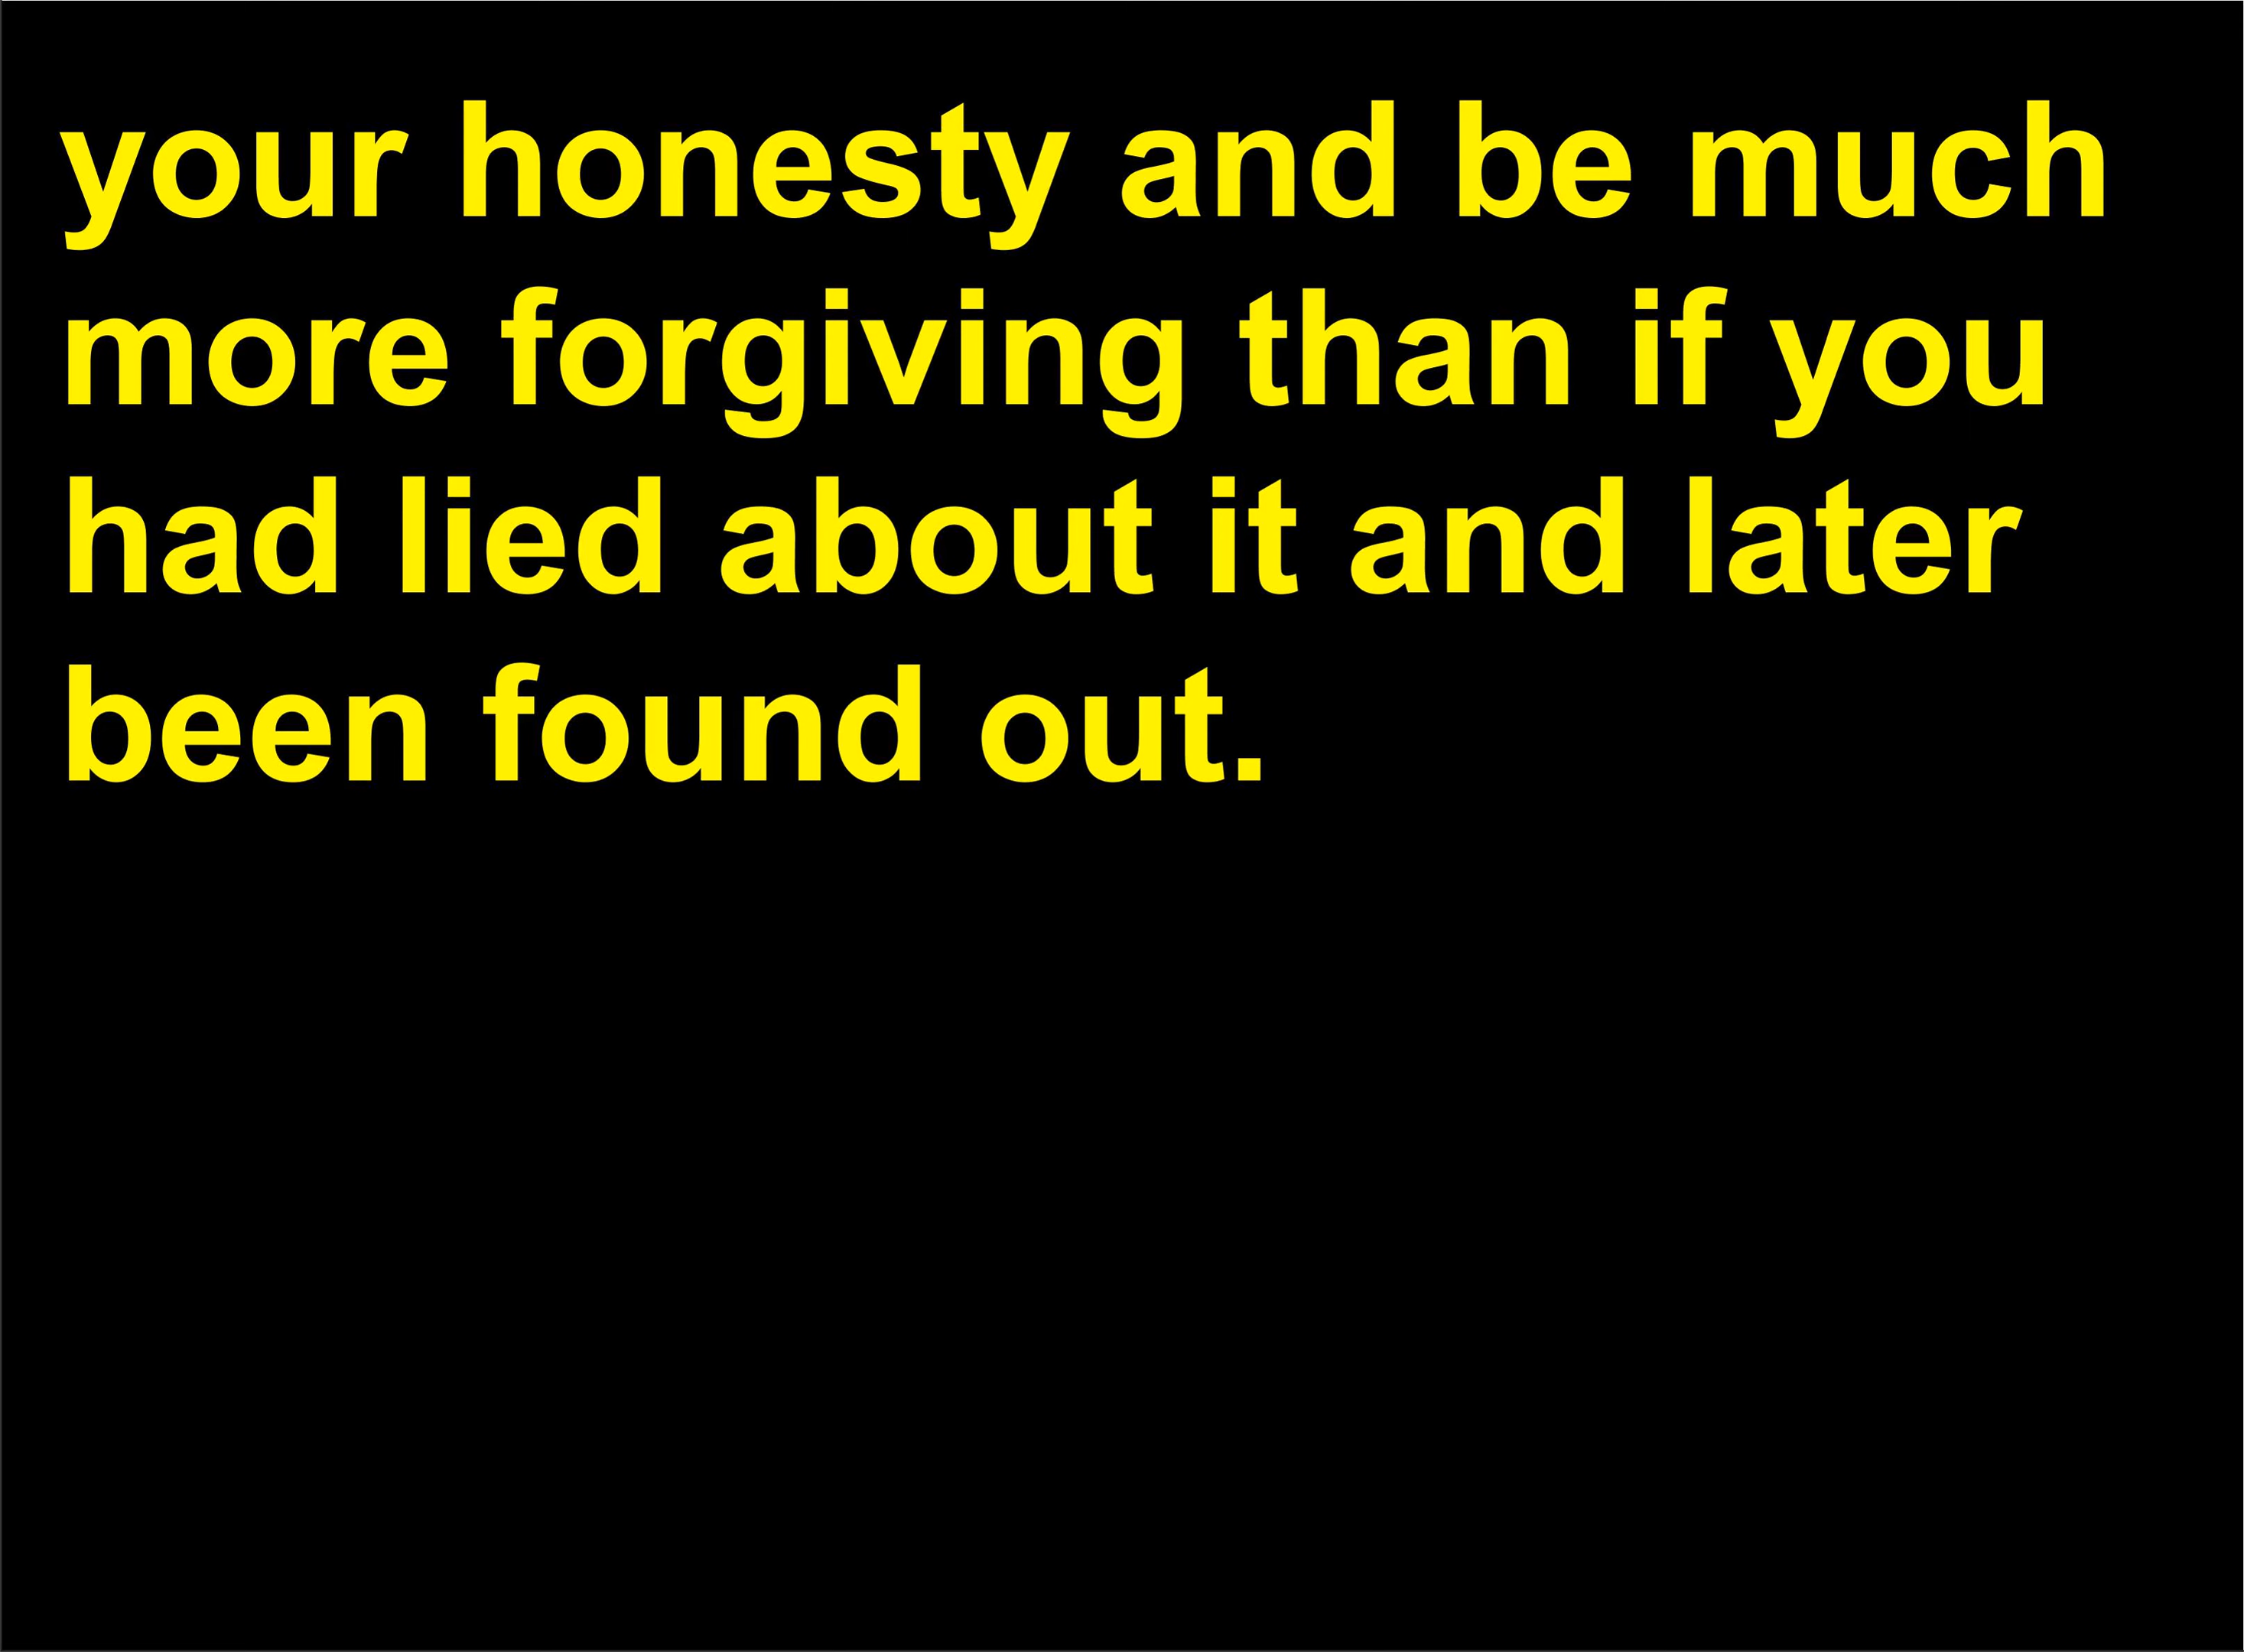 your honesty and be much
more forgiving than if you
had lied about it and later
been found out.